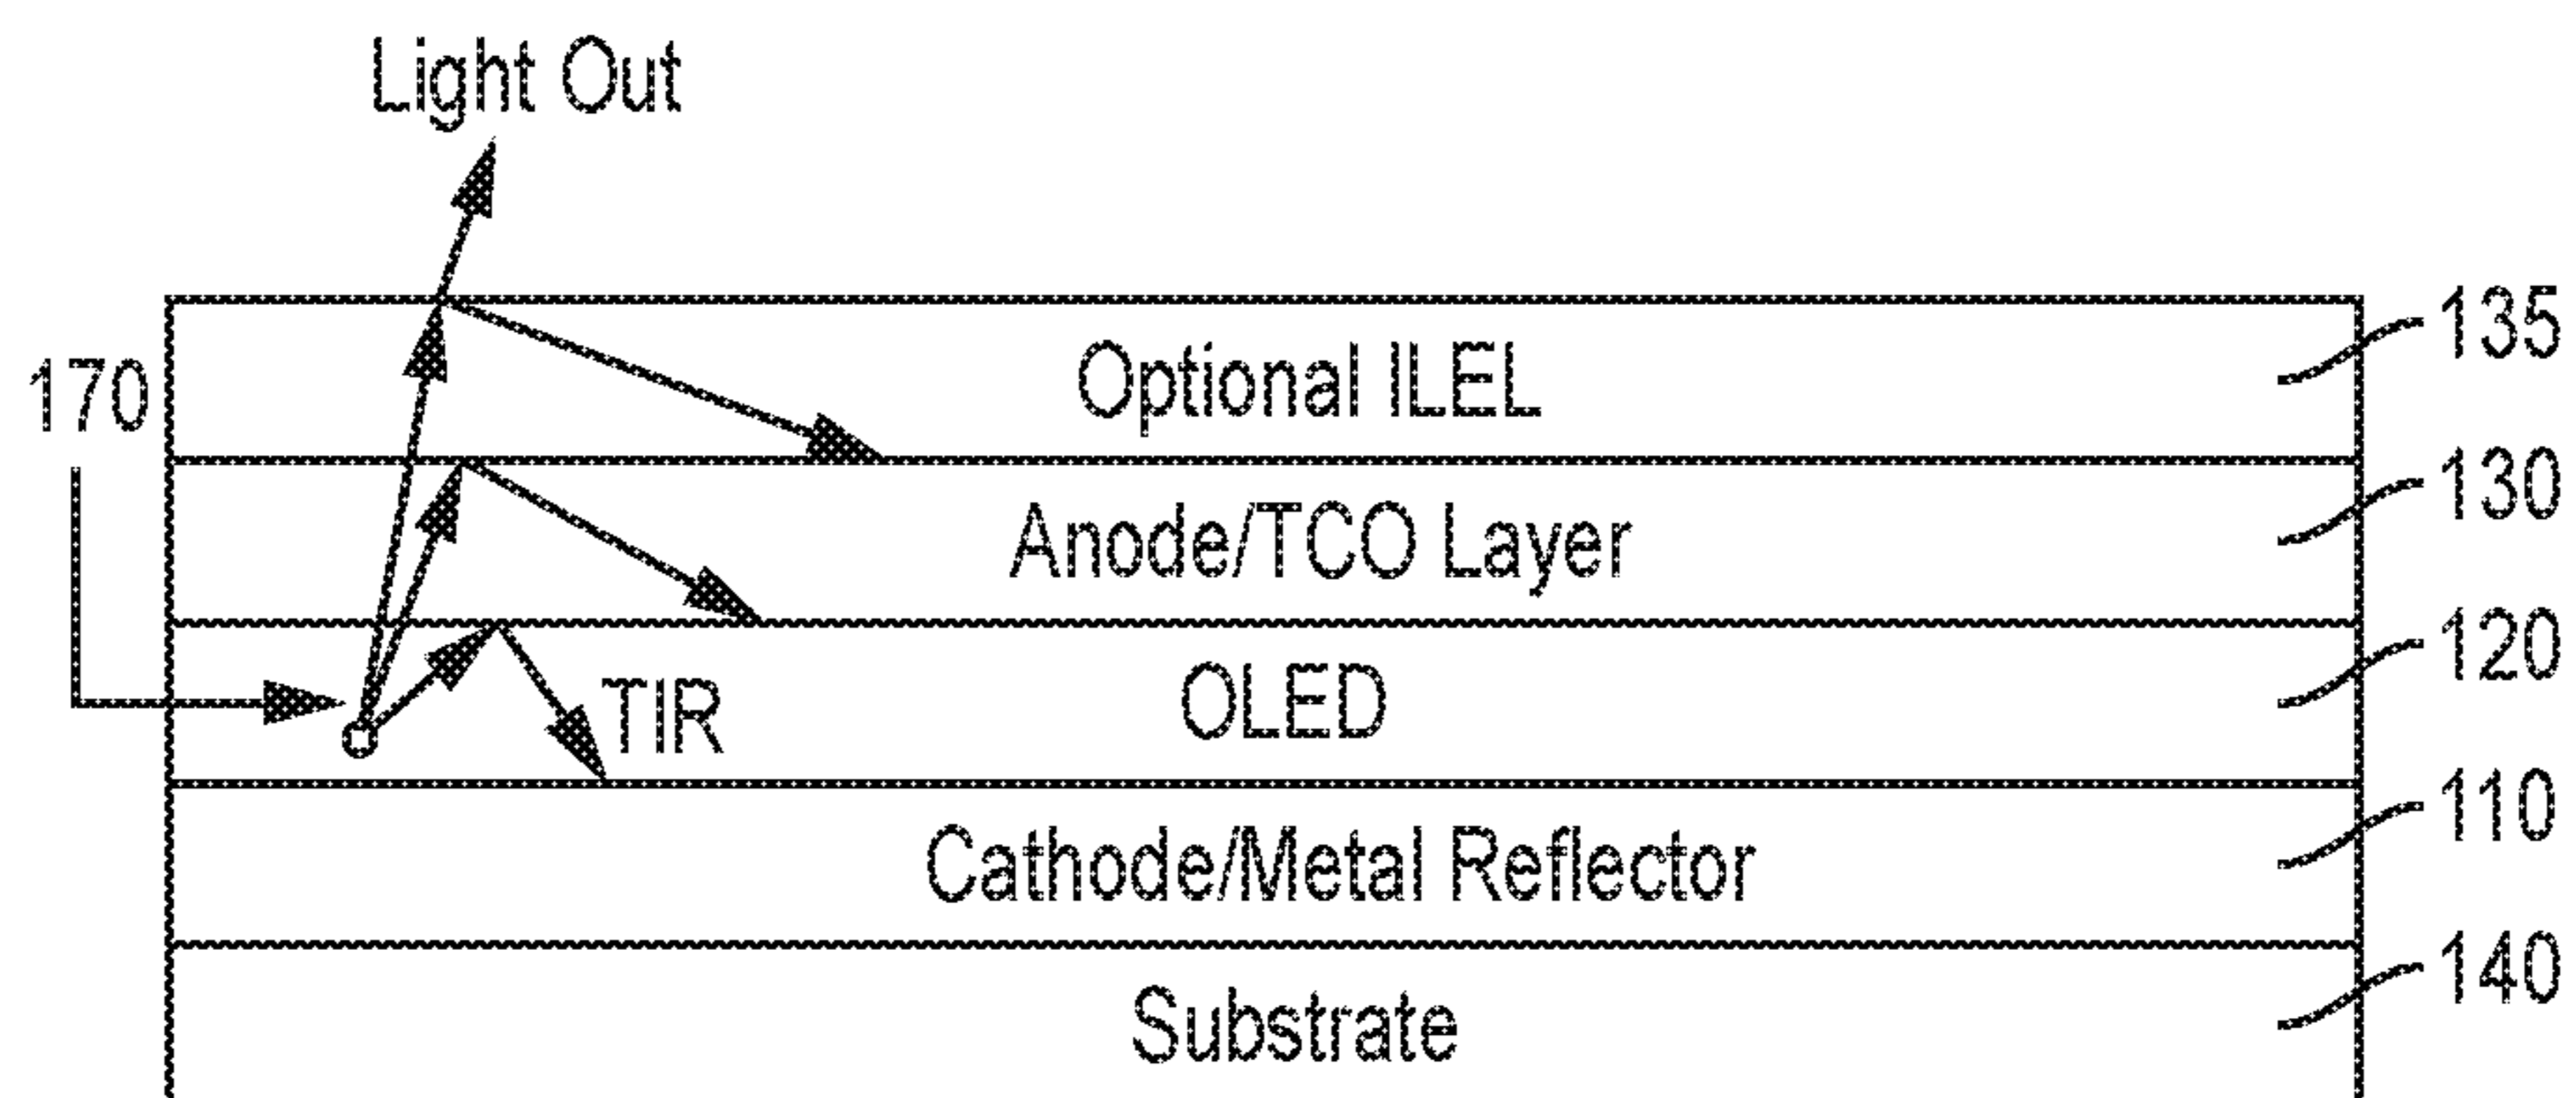 Light Out
135
Optional ILEL
170
130
Anode/TCO Layer
120
OLED
TIR
110
Cathode/Metal Reflector
140
Substrate